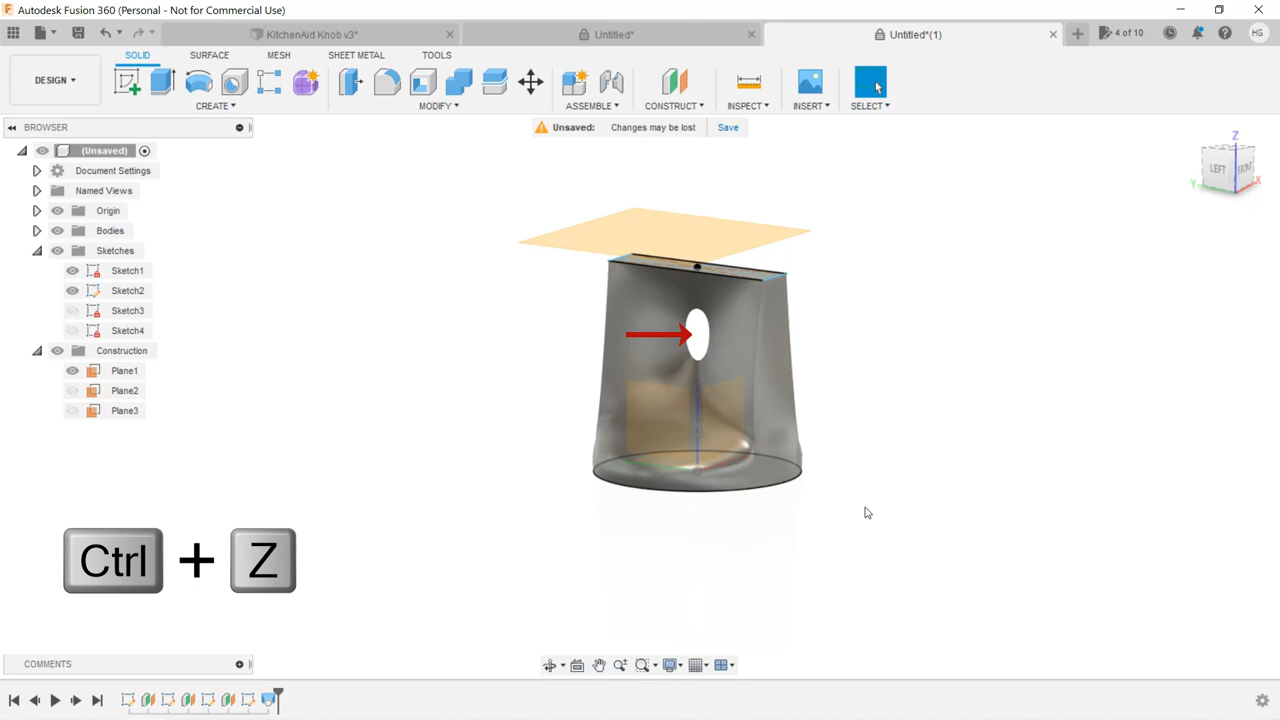 Autodesk Fusion 360 (Personal - Not for Commercial Use)
KitchenAid Knob v3*
Untitled*
Untitled*(1)
4 of 10
HG
DESIGN
SOLID
SURFACE
MESH
SHEET METAL
TOOLS
CREATE
MODIFY
ASSEMBLE
CONSTRUCT
INSPECT
INSERT
SELECT
BROWSER
Unsaved: Changes may be lost Save
(Unsaved)
Document Settings
Named Views
Origin
Bodies
Sketches
Sketch1
Sketch2
Sketch3
Sketch4
Construction
Plane1
Plane2
Plane3
Z
LEFT FRONT
Y
X
Ctrl + Z
COMMENTS